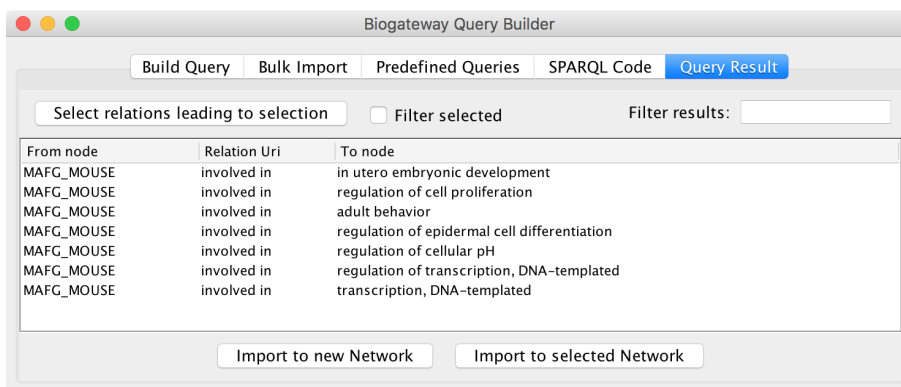 Biogateway Query Builder
Build Query Bulk Import Predefined Queries SPARQL Code Query Result
Select relations leading to selection Filter selected Filter results:
From node Relation Uri To node
MAFG_MOUSE involved in in utero embryonic development
MAFG_MOUSE involved in regulation of cell proliferation
MAFG_MOUSE involved in adult behavior
MAFG_MOUSE involved in regulation of epidermal cell differentiation
MAFG_MOUSE involved in regulation of cellular pH
MAFG_MOUSE involved in regulation of transcription, DNA-templated
MAFG_MOUSE involved in transcription, DNA-templated
Import to new Network Import to selected Network